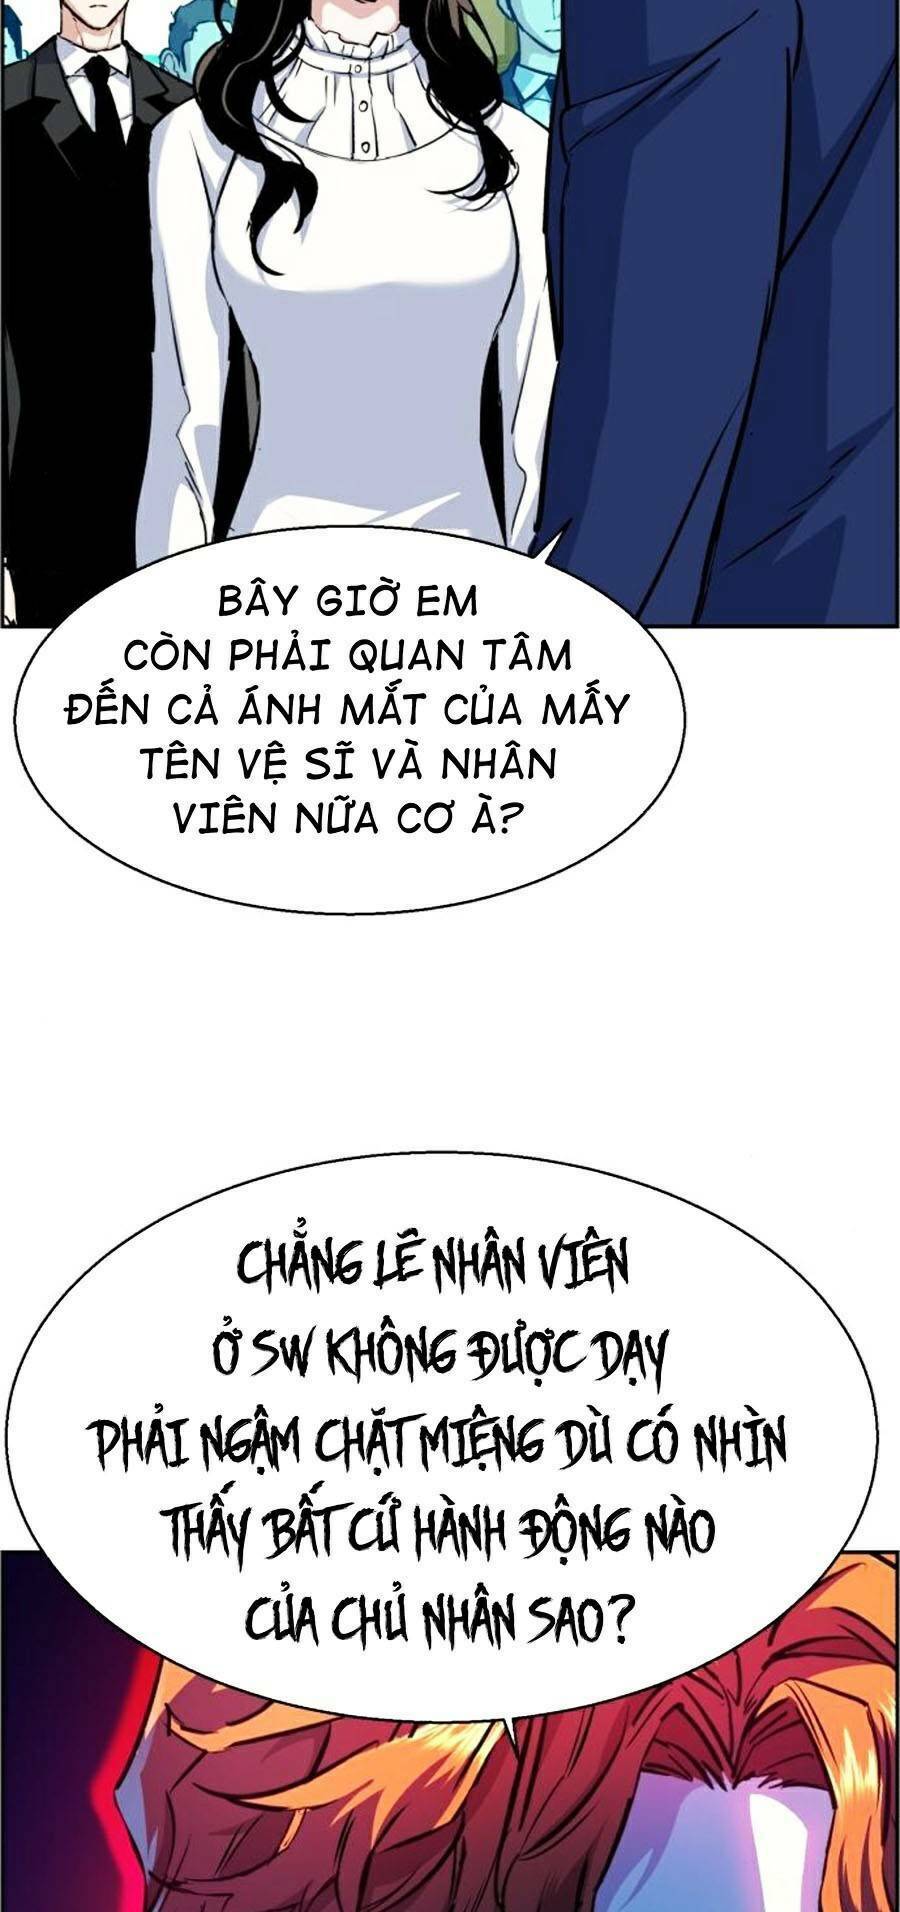 BÂY GIỜ EM
CÒN PHẢI QUAN TÂM
ĐẾN CẢ ÁNH MẮT CỦA MẤY
TÊN VỆ SĨ VÀ NHÂN
VIÊN NỮA CƠ À?
CHẲNG LẼ NHÂN VIÊN
Ở SW KHÔNG ĐƯỢC DẠY
PHẢI NGẬM CHẶT MIỆNG DÙ CÓ NHÌN
THẤY BẤT CỨ HÀNH ĐỘNG NÀO
CỦA CHỦ NHÂN SAO?